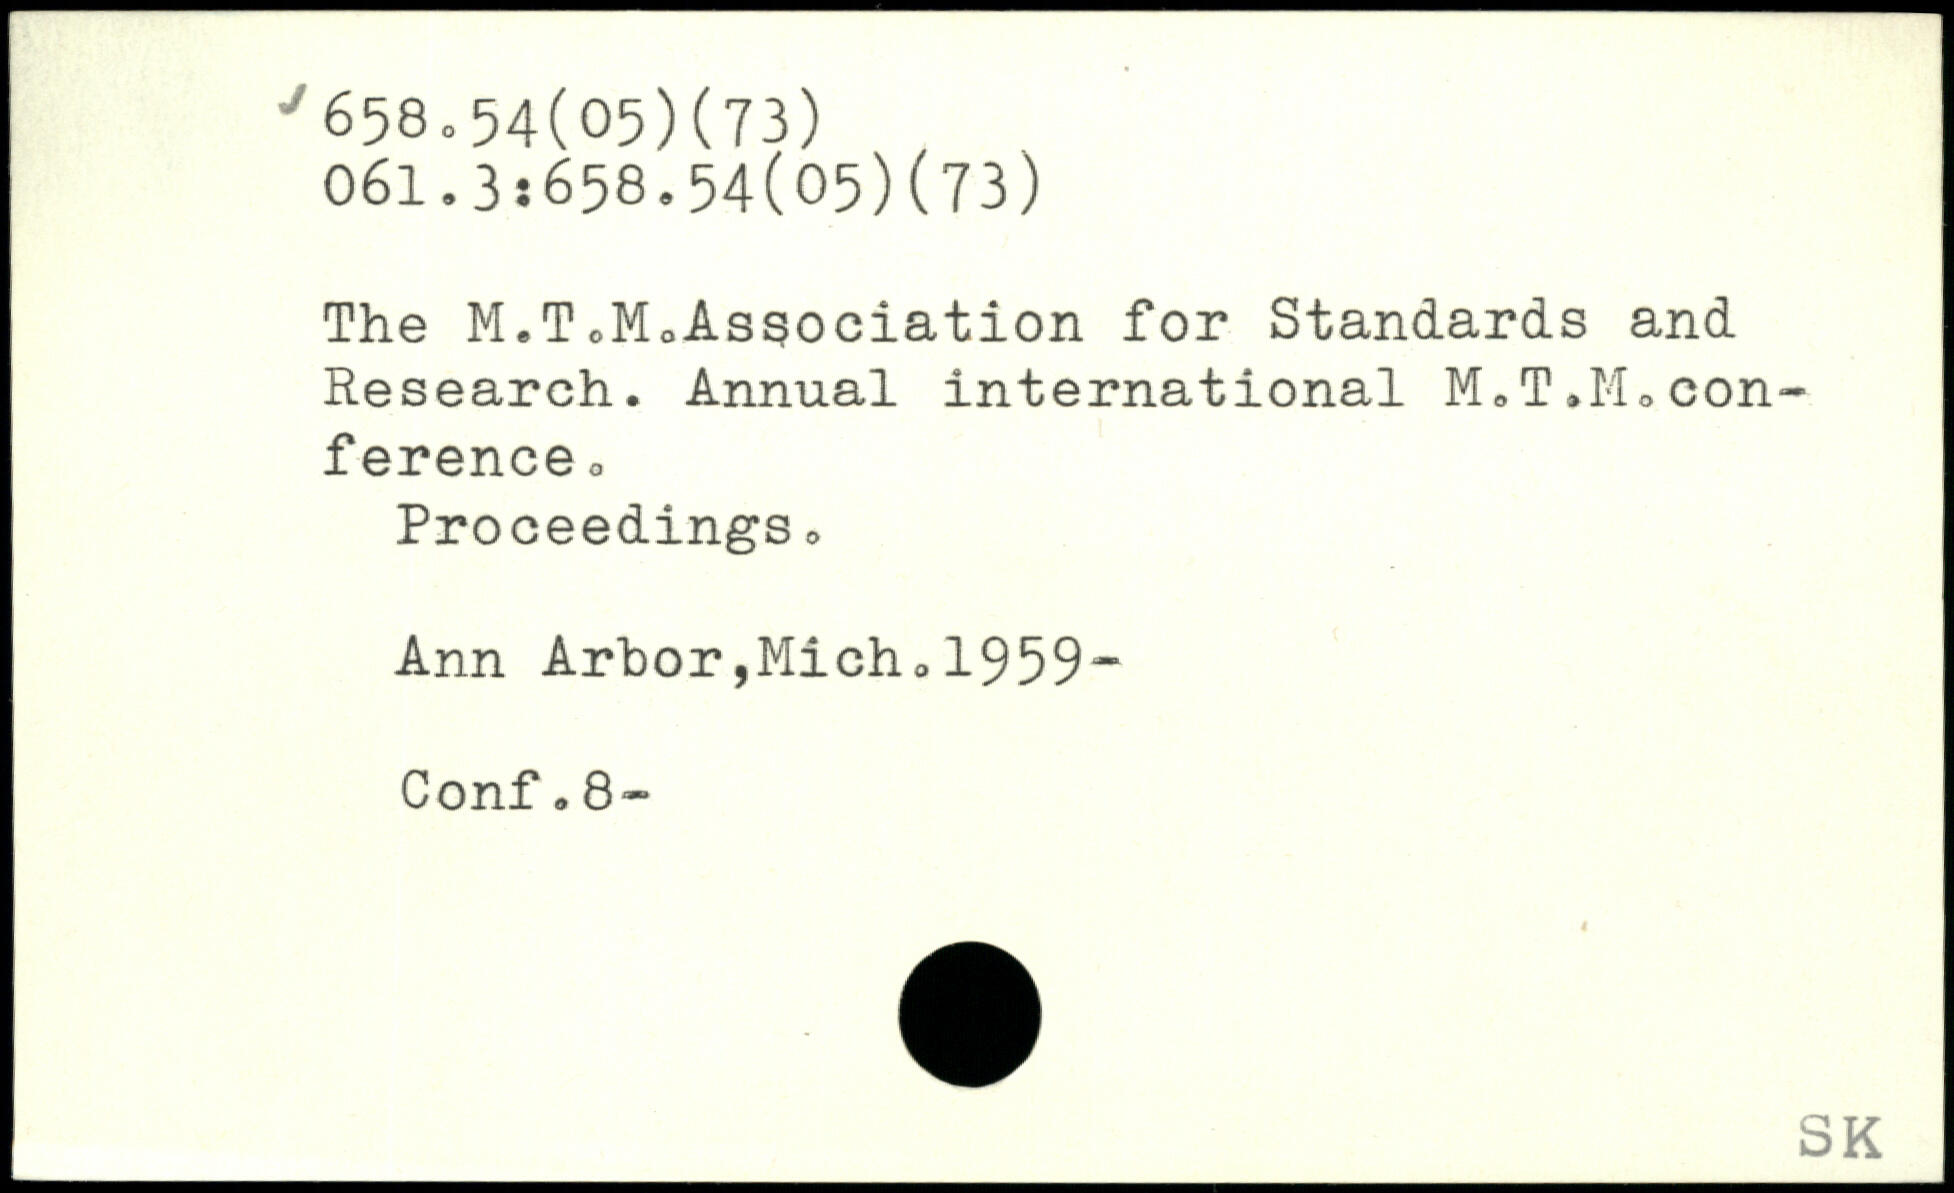 658.54(05)(73)
061.3:658.54(05)(73)
The M.T.M.Association for Standards and
Research. Annual international M.T.M.con-
ference.
Proceedings.
Ann Arbor,Mich.1959-
Conf.8-
SK